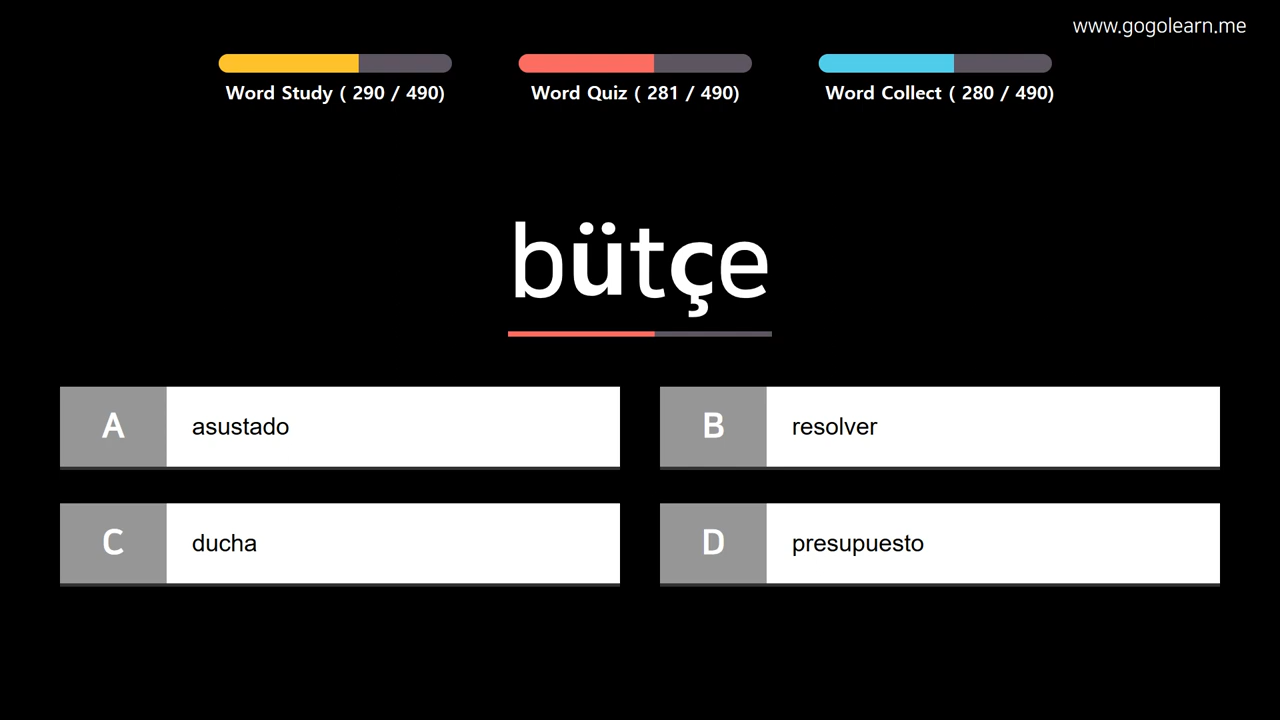 www.gogolearn.me
Word Study ( 290 / 490)
Word Quiz ( 281 / 490)
Word Collect ( 280 / 490)
bütçe
A asustado
B resolver
C ducha
D presupuesto